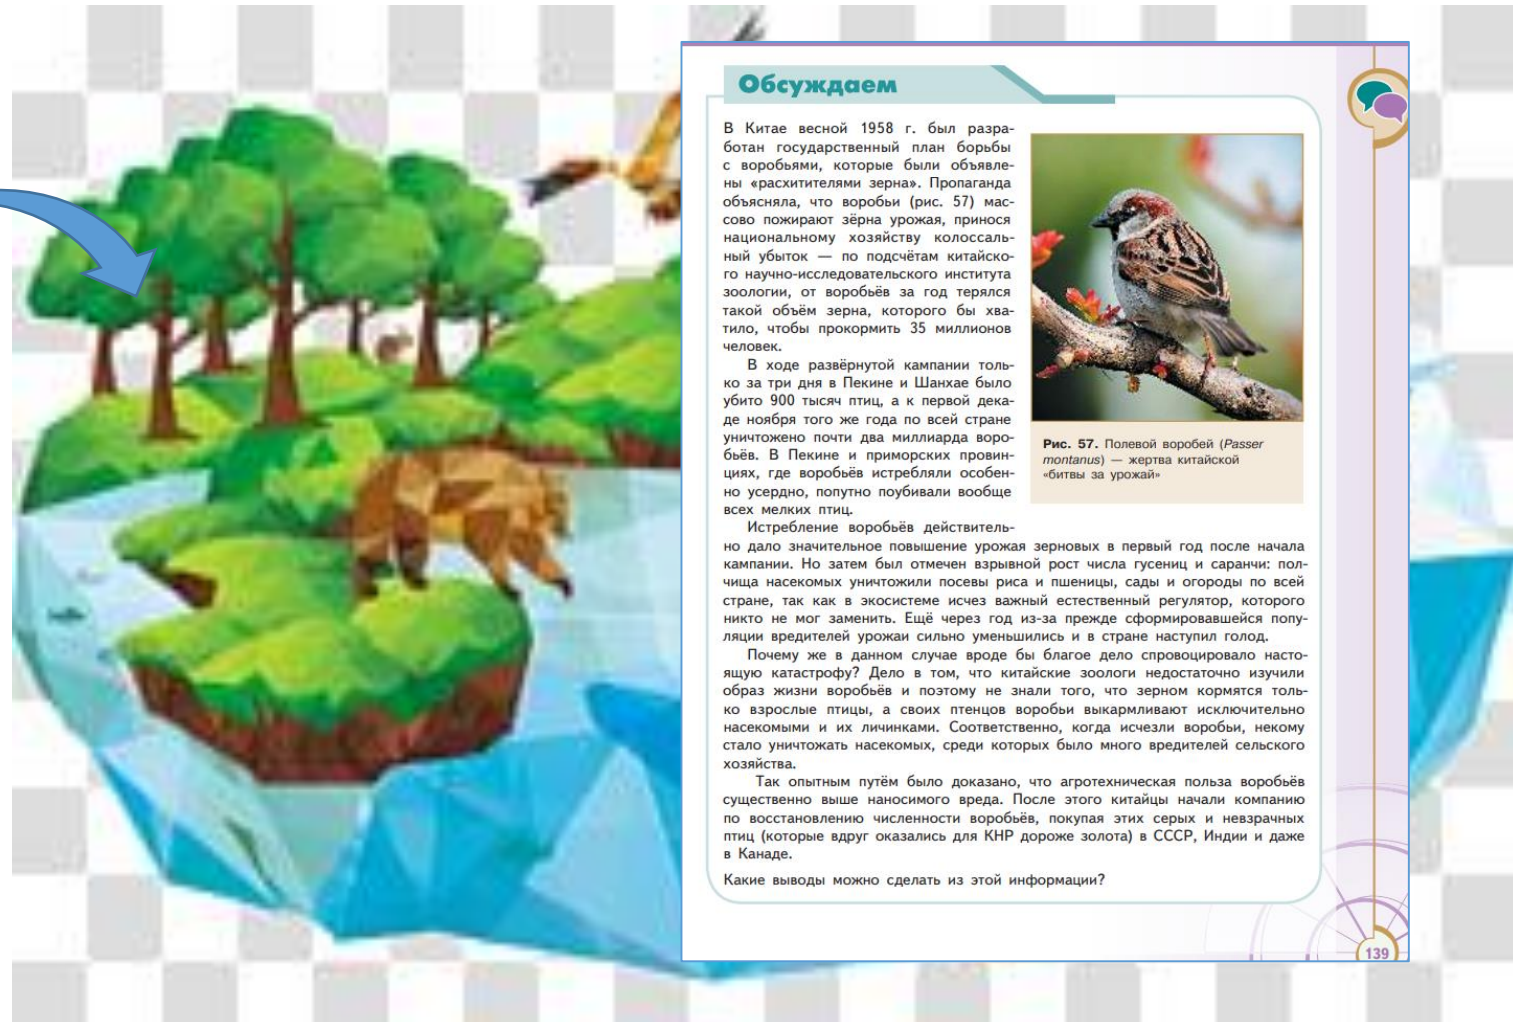 Обсуждаем
В Китае весной 1958 г. был разра-
ботан государственный план борьбы
с воробьями, которые были объявле-
ны «расхитителями зерна». Пропаганда
объясняла, что воробьи (рис. 57) мас-
сово пожирают зёрна урожая, принося
национальному хозяйству колоссаль-
ный убыток — по подсчётам китайско-
го научно-исследовательского института
зоологии, от воробьёв за год терялся
такой объём зерна, которого бы хва-
тило, чтобы прокормить 35 миллионов
человек.
В ходе развёрнутой кампании толь-
ко за три дня в Пекине и Шанхае было
убито 900 тысяч птиц, а к первой дека-
де ноября того же года по всей стране
уничтожено почти два миллиарда воро-
бьёв. В Пекине и приморских провин-
циях, где воробьёв истребляли особен-
но усердно, попутно поубивали вообще
всех мелких птиц.
Рис. 57. Полевой воробей (Passer
montanus) — жертва китайской
«битвы за урожай»
Истребление воробьёв действитель-
но дало значительное повышение урожая зерновых в первый год после начала
кампании. Но затем был отмечен взрывной рост числа гусениц и саранчи: пол-
чища насекомых уничтожили посевы риса и пшеницы, сады и огороды по всей
стране, так как в экосистеме исчез важный естественный регулятор, которого
никто не мог заменить. Ещё через год из-за прежде сформировавшейся попу-
ляции вредителей урожаи сильно уменьшились и в стране наступил голод.
Почему же в данном случае вроде бы благое дело спровоцировало насто-
ящую катастрофу? Дело в том, что китайские зоологи недостаточно изучили
образ жизни воробьёв и поэтому не знали того, что зерном кормятся толь-
ко взрослые птицы, а своих птенцов воробьи выкармливают исключительно
насекомыми и их личинками. Соответственно, когда исчезли воробьи, некому
стало уничтожать насекомых, среди которых было много вредителей сельского
хозяйства.
Так опытным путём было доказано, что агротехническая польза воробьёв
существенно выше наносимого вреда. После этого китайцы начали компанию
по восстановлению численности воробьёв, покупая этих серых и невзрачных
птиц (которые вдруг оказались для КНР дороже золота) в СССР, Индии и даже
в Канаде.
Какие выводы можно сделать из этой информации?
139